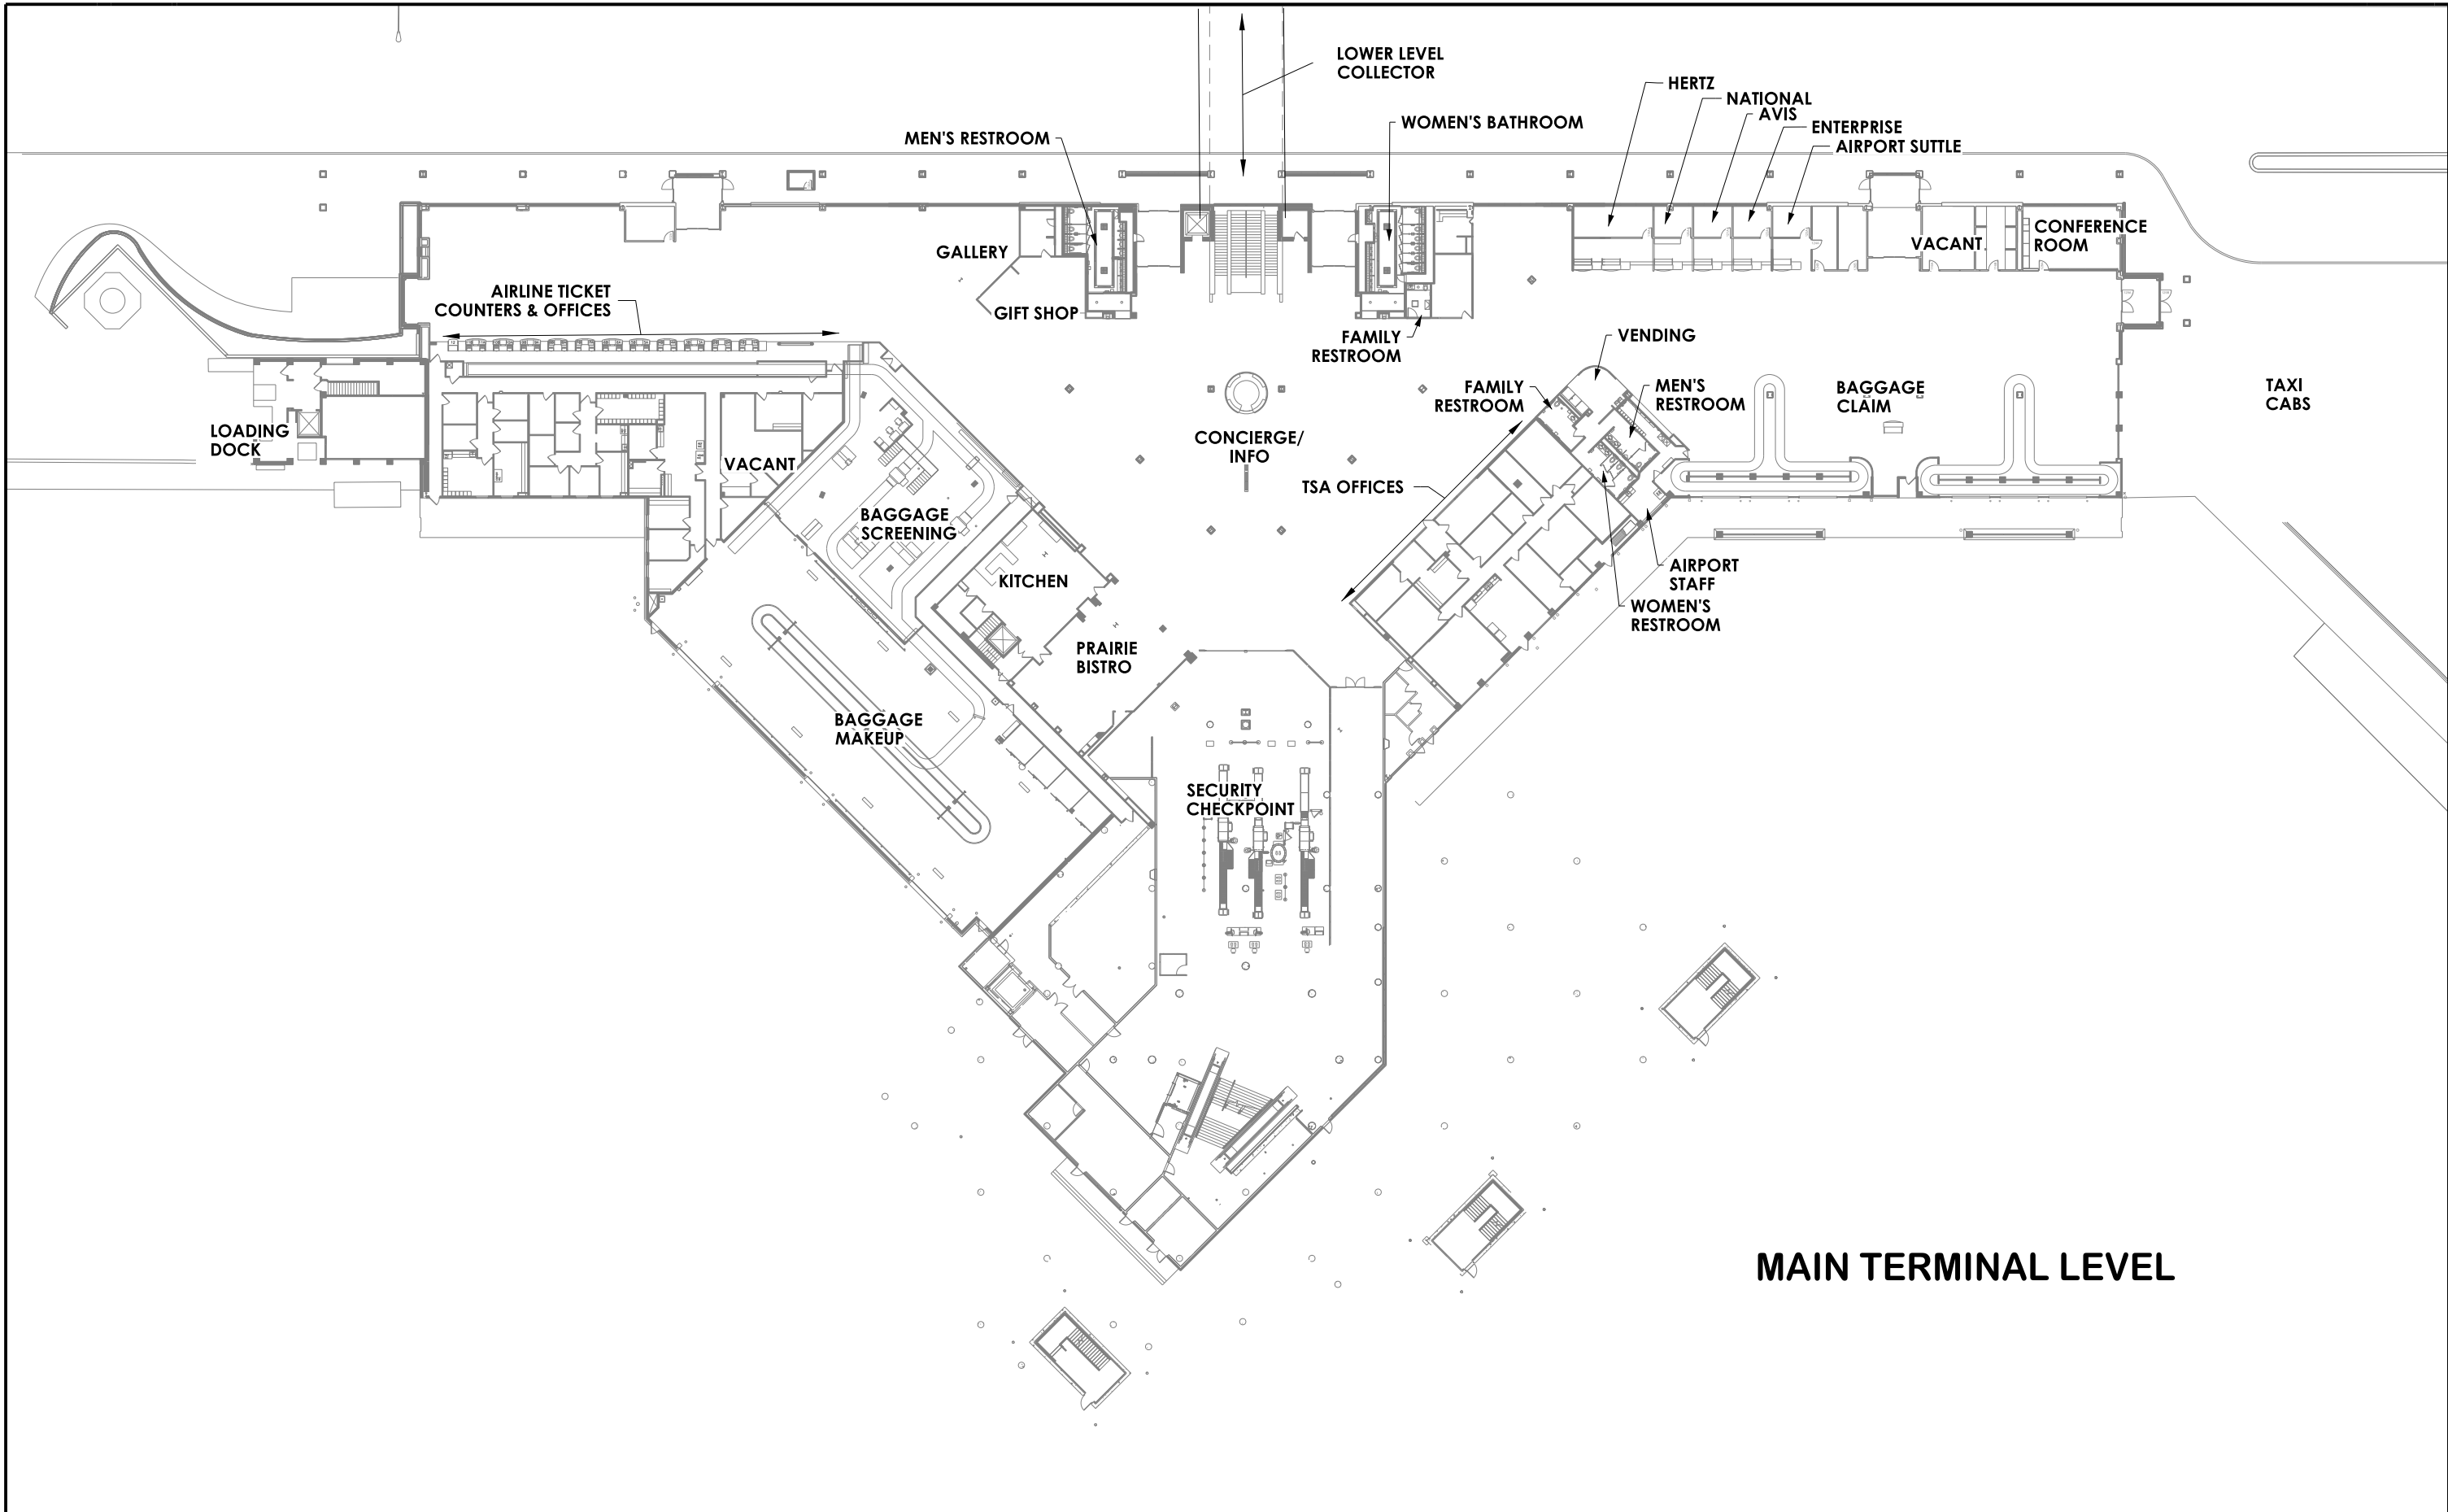 LOWER LEVEL
COLLECTOR
HERTZ
NATIONAL
AVIS
ENTERPRISE
AIRPORT SUTTLE
MEN'S RESTROOM
WOMEN'S BATHROOM
GALLERY
VACANT
CONFERENCE
ROOM
AIRLINE TICKET
COUNTERS & OFFICES
GIFT SHOP
FAMILY
RESTROOM
VENDING
FAMILY
RESTROOM
MEN'S
RESTROOM
BAGGAGE
CLAIM
TAXI
CABS
LOADING
DOCK
CONCIERGE/
INFO
VACANT
TSA OFFICES
BAGGAGE
SCREENING
KITCHEN
AIRPORT
STAFF
WOMEN'S
RESTROOM
PRAIRIE
BISTRO
BAGGAGE
MAKEUP
SECURITY
CHECKPOINT
MAIN TERMINAL LEVEL